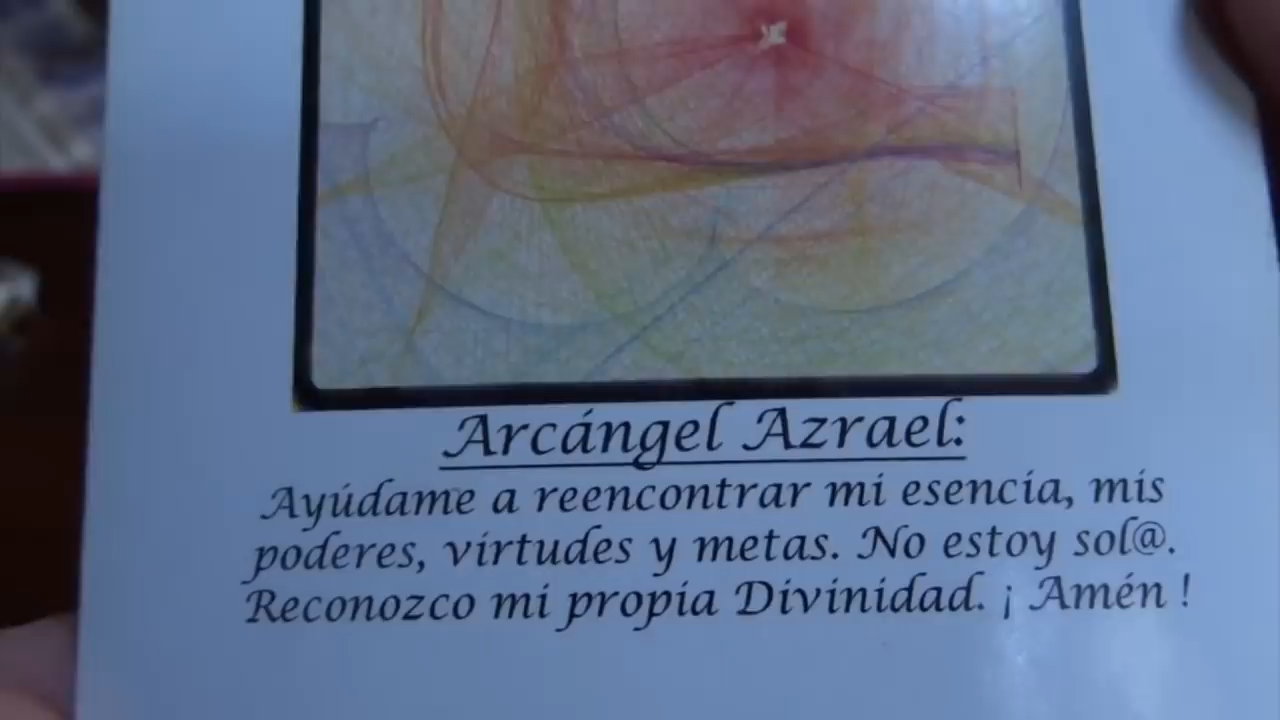 Arcángel Azrael:
Ayúdame a reencontrar mi esencia, mis
poderes, virtudes y metas. No estoy sol@.
Reconozco mi propia Divinidad. ¡ Amén !